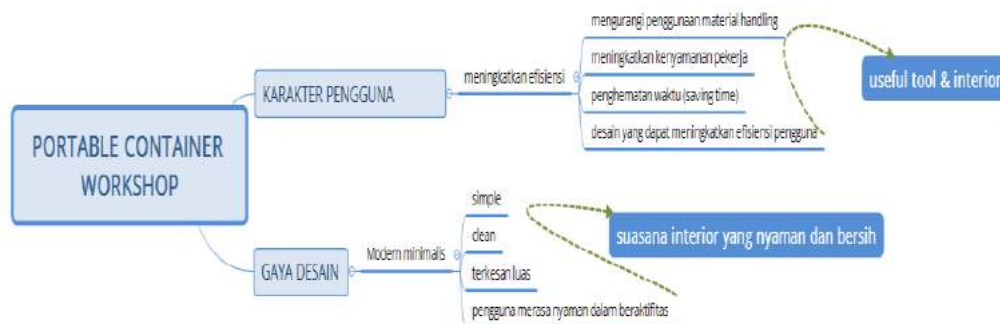 PORTABLE CONTAINER
WORKSHOP
KARAKTER PENGGUNA
meningkatkan efisiensi
mengurangi penggunaan material handling
meningkatkan kenyamanan pekerja
penghematan waktu (saving time)
desain yang dapat meningkatkan efisiensi pengguna
useful tool & interior
GAYA DESAIN
Modern minimalis
simple
clean
terkesan luas
pengguna merasa nyaman dalam beraktifitas
suasana interior yang nyaman dan bersih